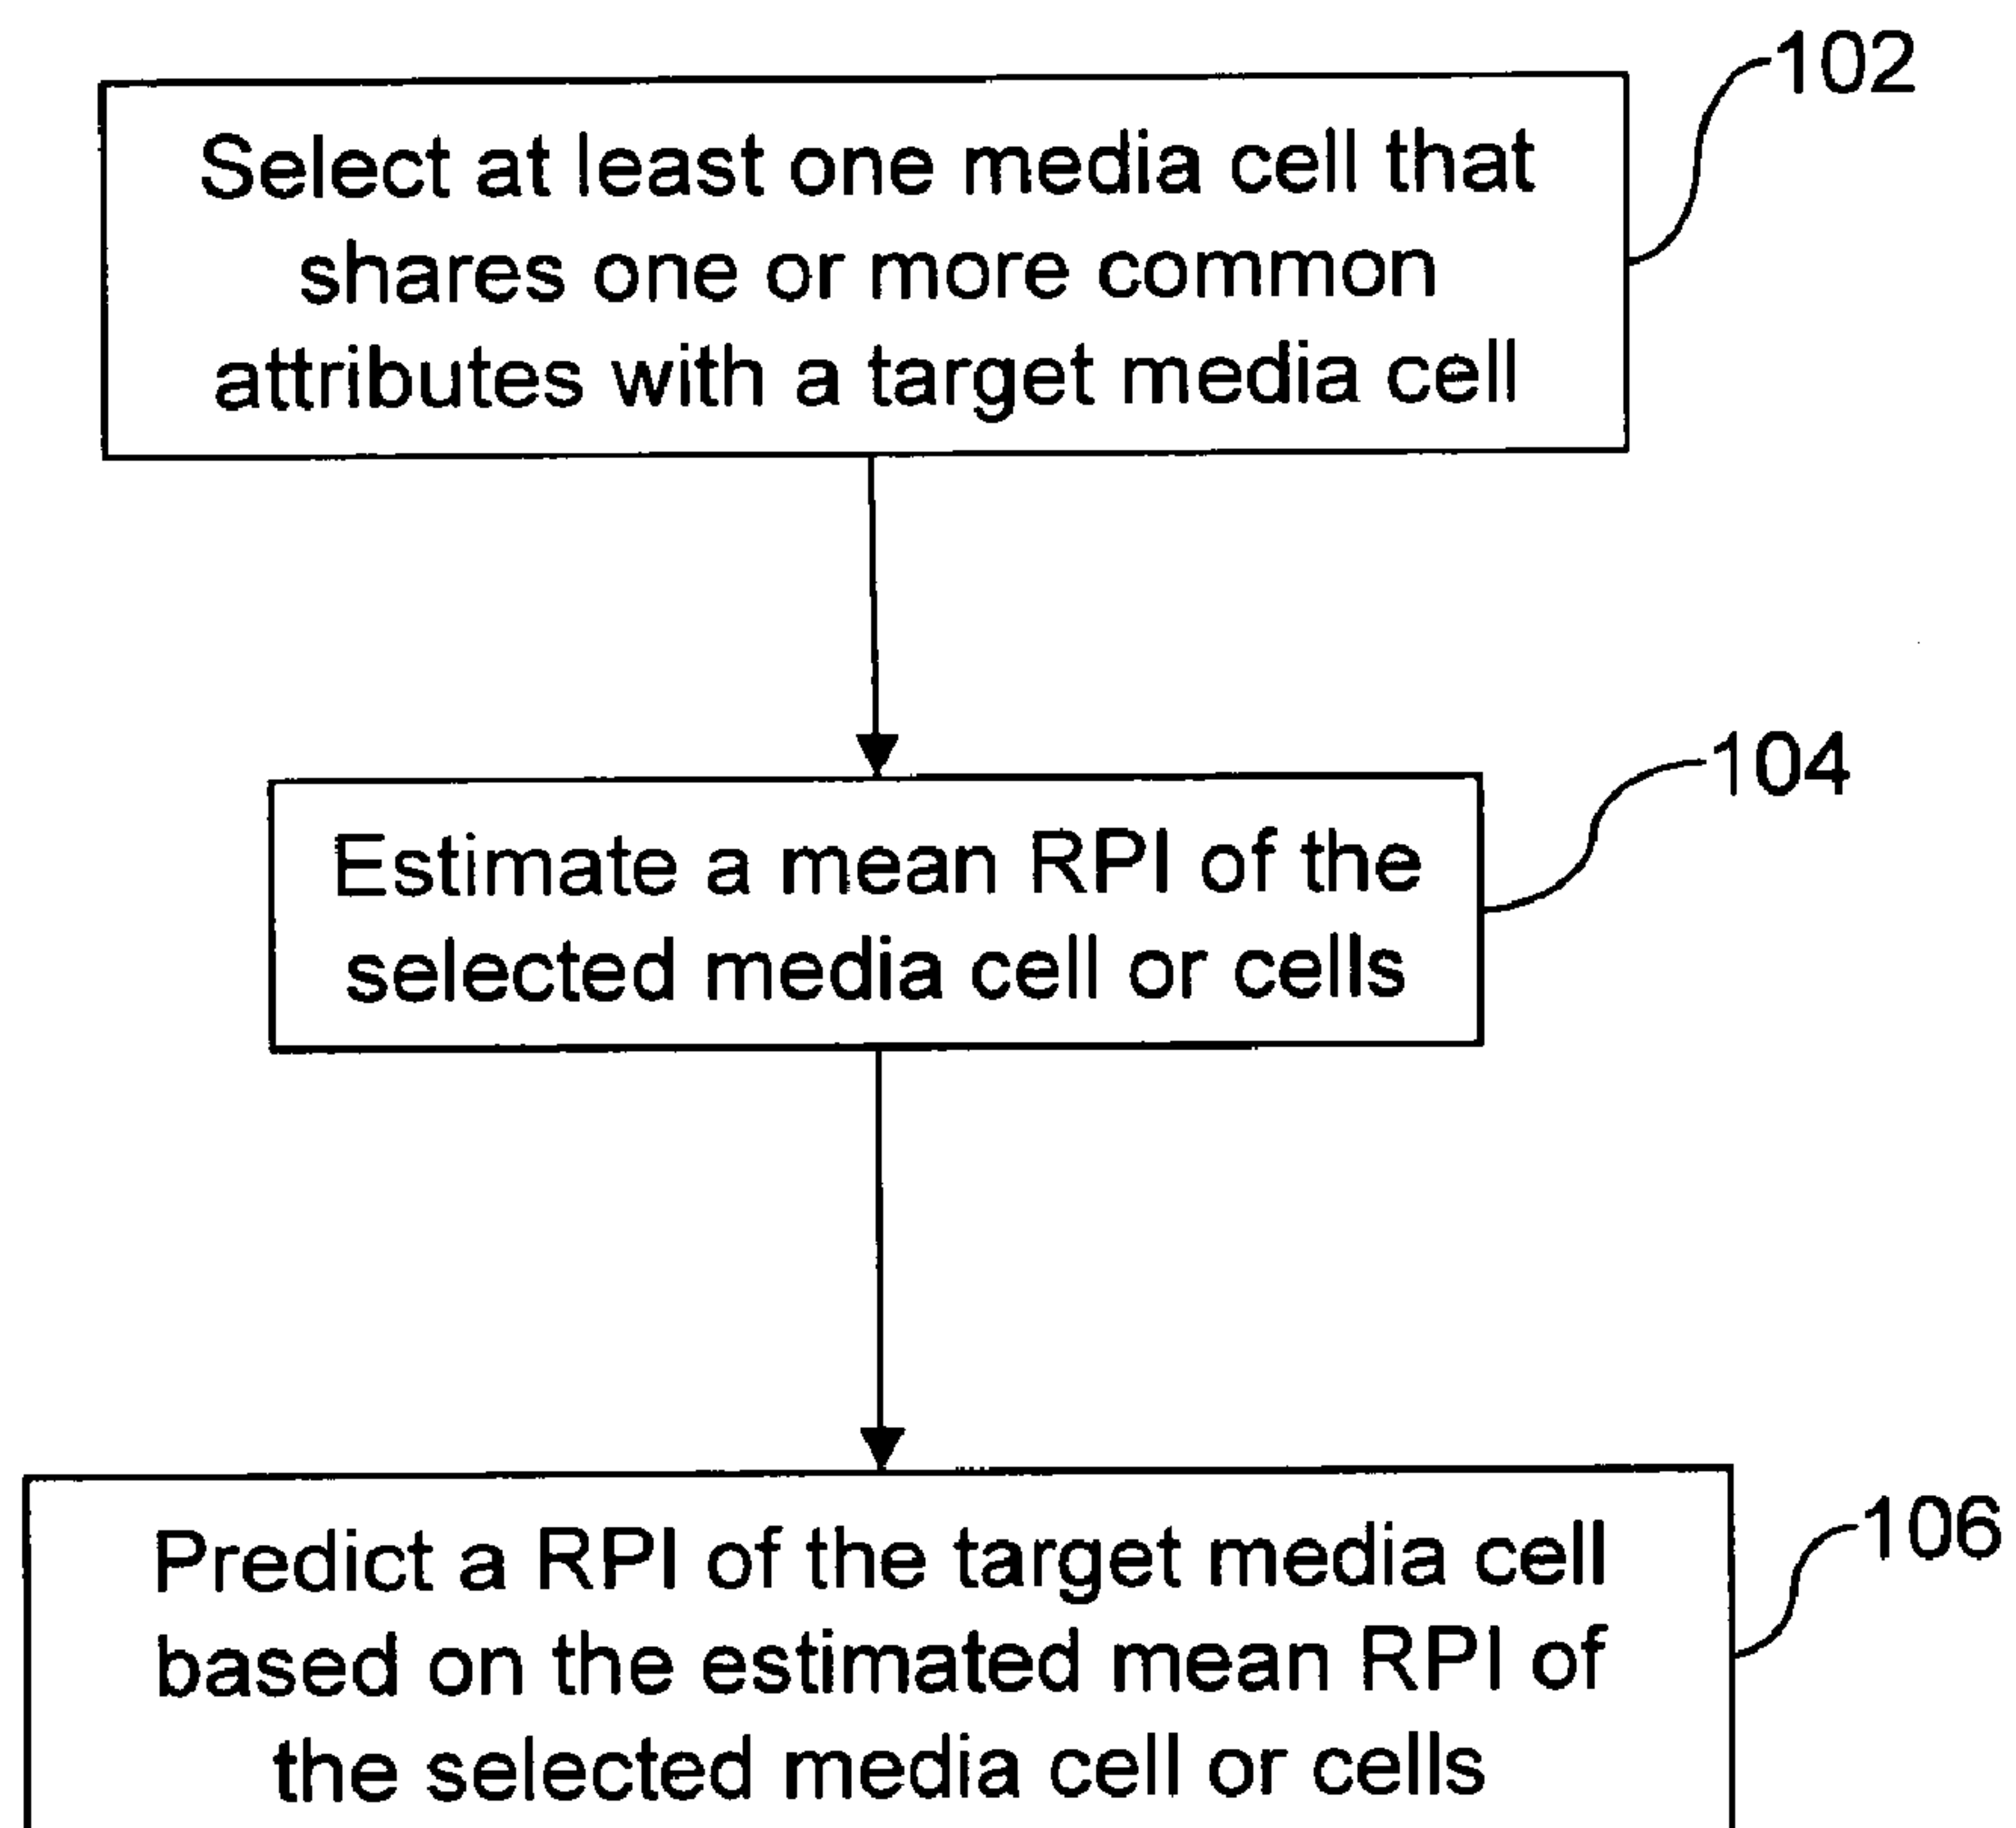 102
Select at least one media cell that
shares one or more common
attributes with a target media cell
104
Estimate a mean RPI of the
selected media cell or cells
106
Predict a RPI of the target media cell
based on the estimated mean RPI of
the selected media cell or cells